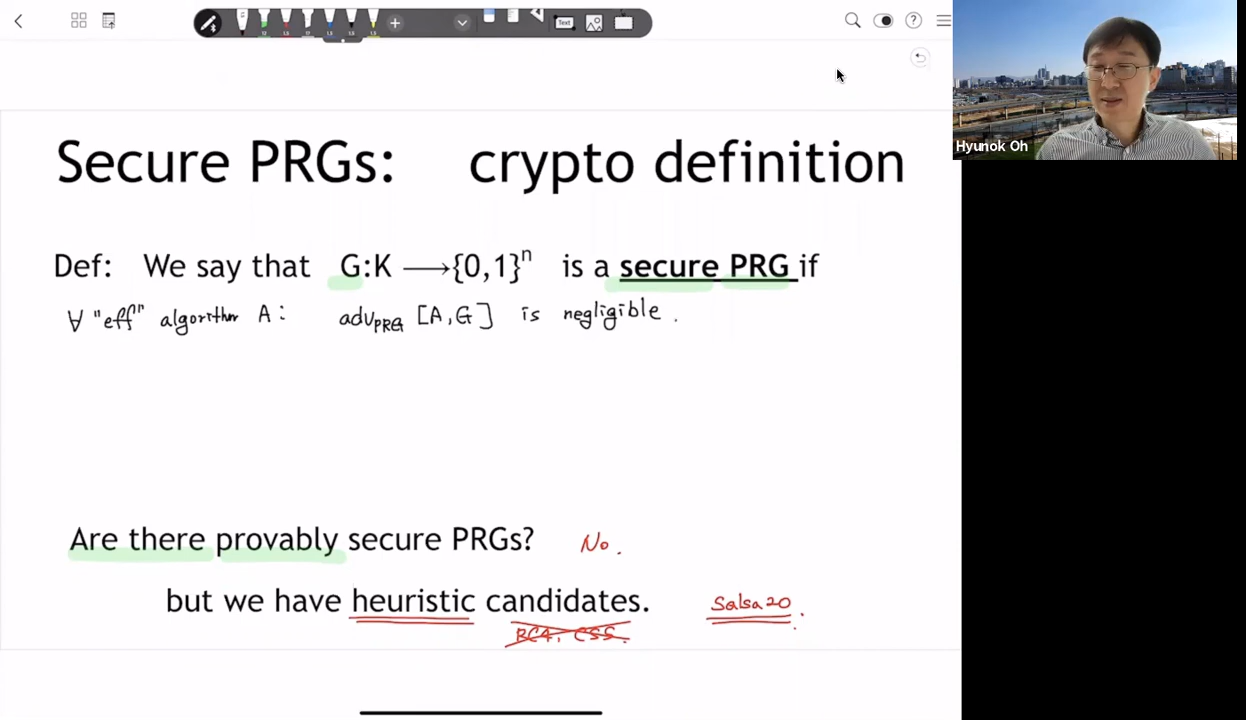 Text
Hyunok Oh
Secure PRGs: crypto definition
Def: We say that G:K ⟶{0,1}ⁿ is a secure PRG if
∀ "eff" algorithm A : adv_PRG [A,G] is negligible .
Are there provably secure PRGs? No.
but we have heuristic candidates. Salsa20.
RC4, CSS.